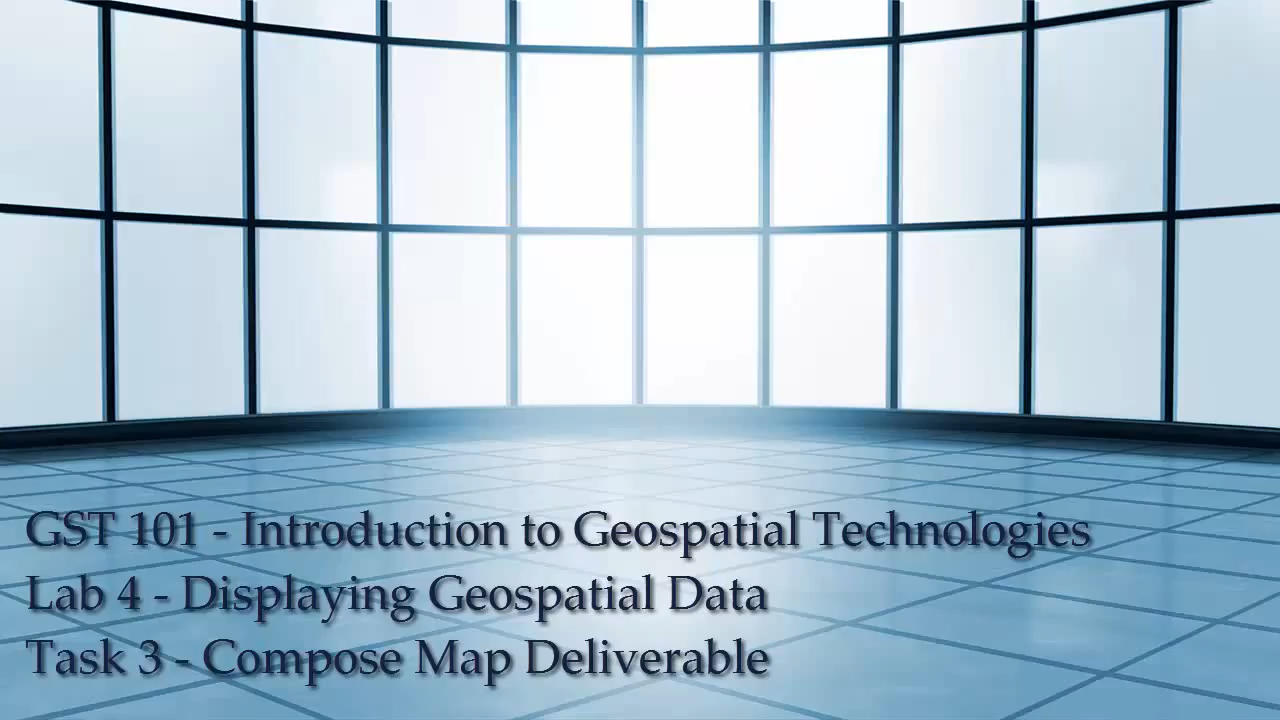 GST 101 - Introduction to Geospatial Technologies
Lab 4 - Displaying Geospatial Data
Task 3 - Compose Map Deliverable